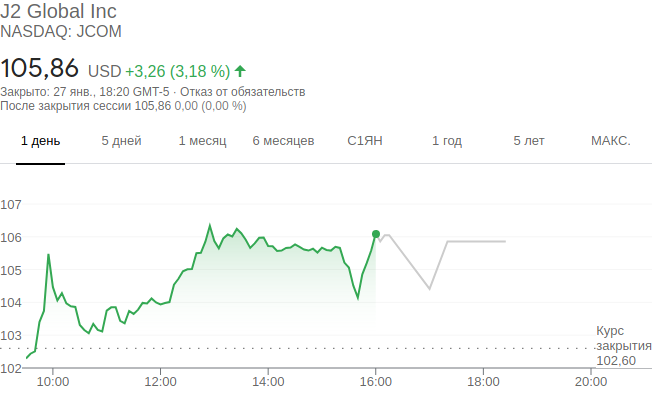 J2 Global Inc
NASDAQ: JCOM
105,86 USD +3,26 (3,18 %)
Закрыто: 27 янв., 18:20 GMT-5 · Отказ от обязательств
После закрытия сессии 105,86 0,00 (0,00 %)
1 день 5 дней 1 месяц 6 месяцев С1ЯН 1 год 5 лет МАКС.
107
106
105
104
103
102
Курс
закрытия
102,60
10:00 12:00 14:00 16:00 18:00 20:00